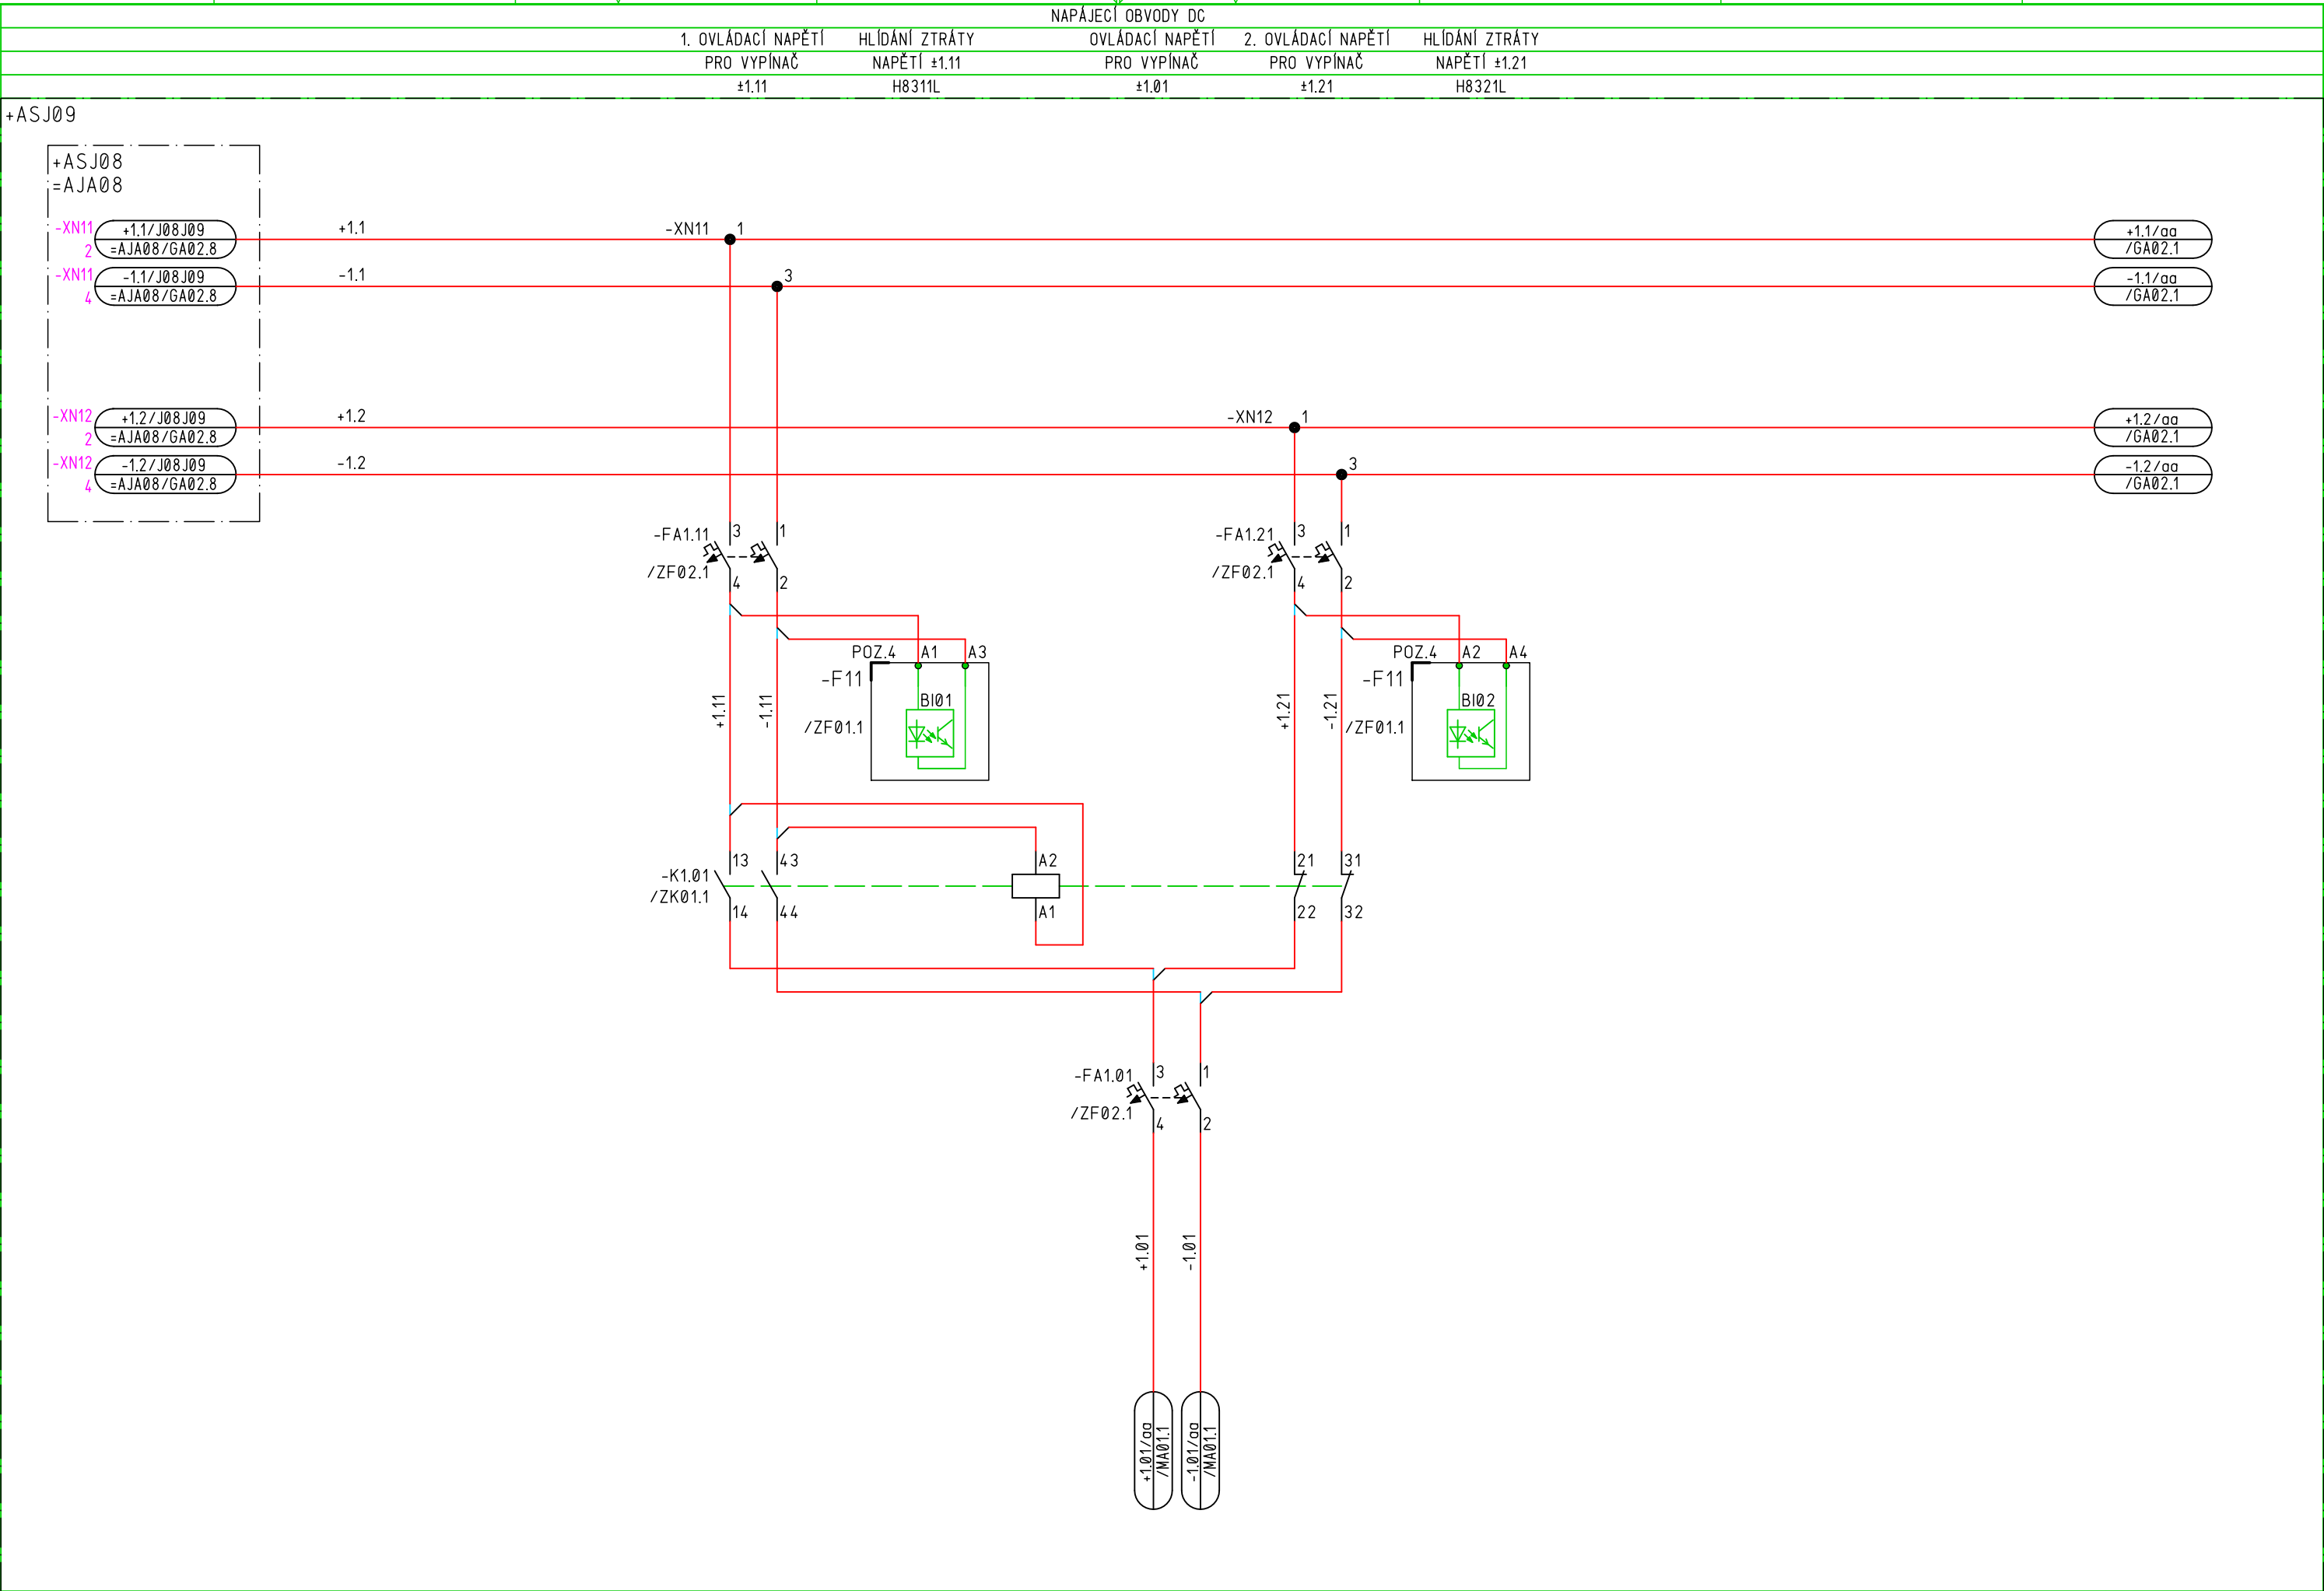 NAPÁJECÍ OBVODY DC
1. OVLÁDACÍ NAPĚTÍ HLÍDÁNÍ ZTRÁTY OVLÁDACÍ NAPĚTÍ 2. OVLÁDACÍ NAPĚTÍ HLÍDÁNÍ ZTRÁTY
PRO VYPÍNAČ NAPĚTÍ ±1.11 PRO VYPÍNAČ PRO VYPÍNAČ NAPĚTÍ ±1.21
±1.11 H8311L ±1.01 ±1.21 H8321L
+ASJ09
+ASJ08
=AJA08
-XN11 +1.1/J08J09 +1.1 -XN11 1 +1.1/aa
2 =AJA08/GA02.8 /GA02.1
-XN11 -1.1/J08J09 -1.1 3 -1.1/aa
4 =AJA08/GA02.8 /GA02.1
-XN12 +1.2/J08J09 +1.2 -XN12 1 +1.2/aa
2 =AJA08/GA02.8 /GA02.1
-XN12 -1.2/J08J09 -1.2 3 -1.2/aa
4 =AJA08/GA02.8 /GA02.1
-FA1.11 3 1 -FA1.21 3 1
/ZF02.1 4 2 /ZF02.1 4 2
POZ.4 A1 A3 POZ.4 A2 A4
-F11 -F11
+1.11 -1.11 BI01 +1.21 -1.21 BI02
/ZF01.1 /ZF01.1
13 43 A2 21 31
-K1.01
/ZK01.1
14 44 A1 22 32
-FA1.01 3 1
/ZF02.1 4 2
+1.01 -1.01
+1.01/aa
/MA01.1
-1.01/aa
/MA01.1